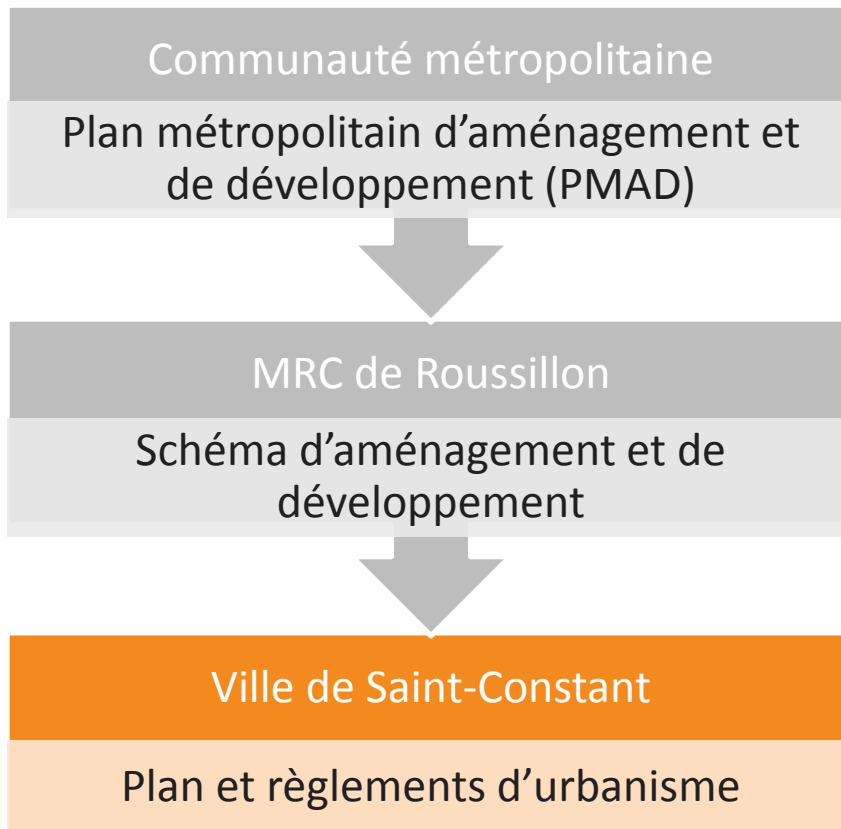 Communauté métropolitaine
Plan métropolitain d’aménagement et
de développement (PMAD)
MRC de Roussillon
Schéma d’aménagement et de
développement
Ville de Saint-Constant
Plan et règlements d’urbanisme